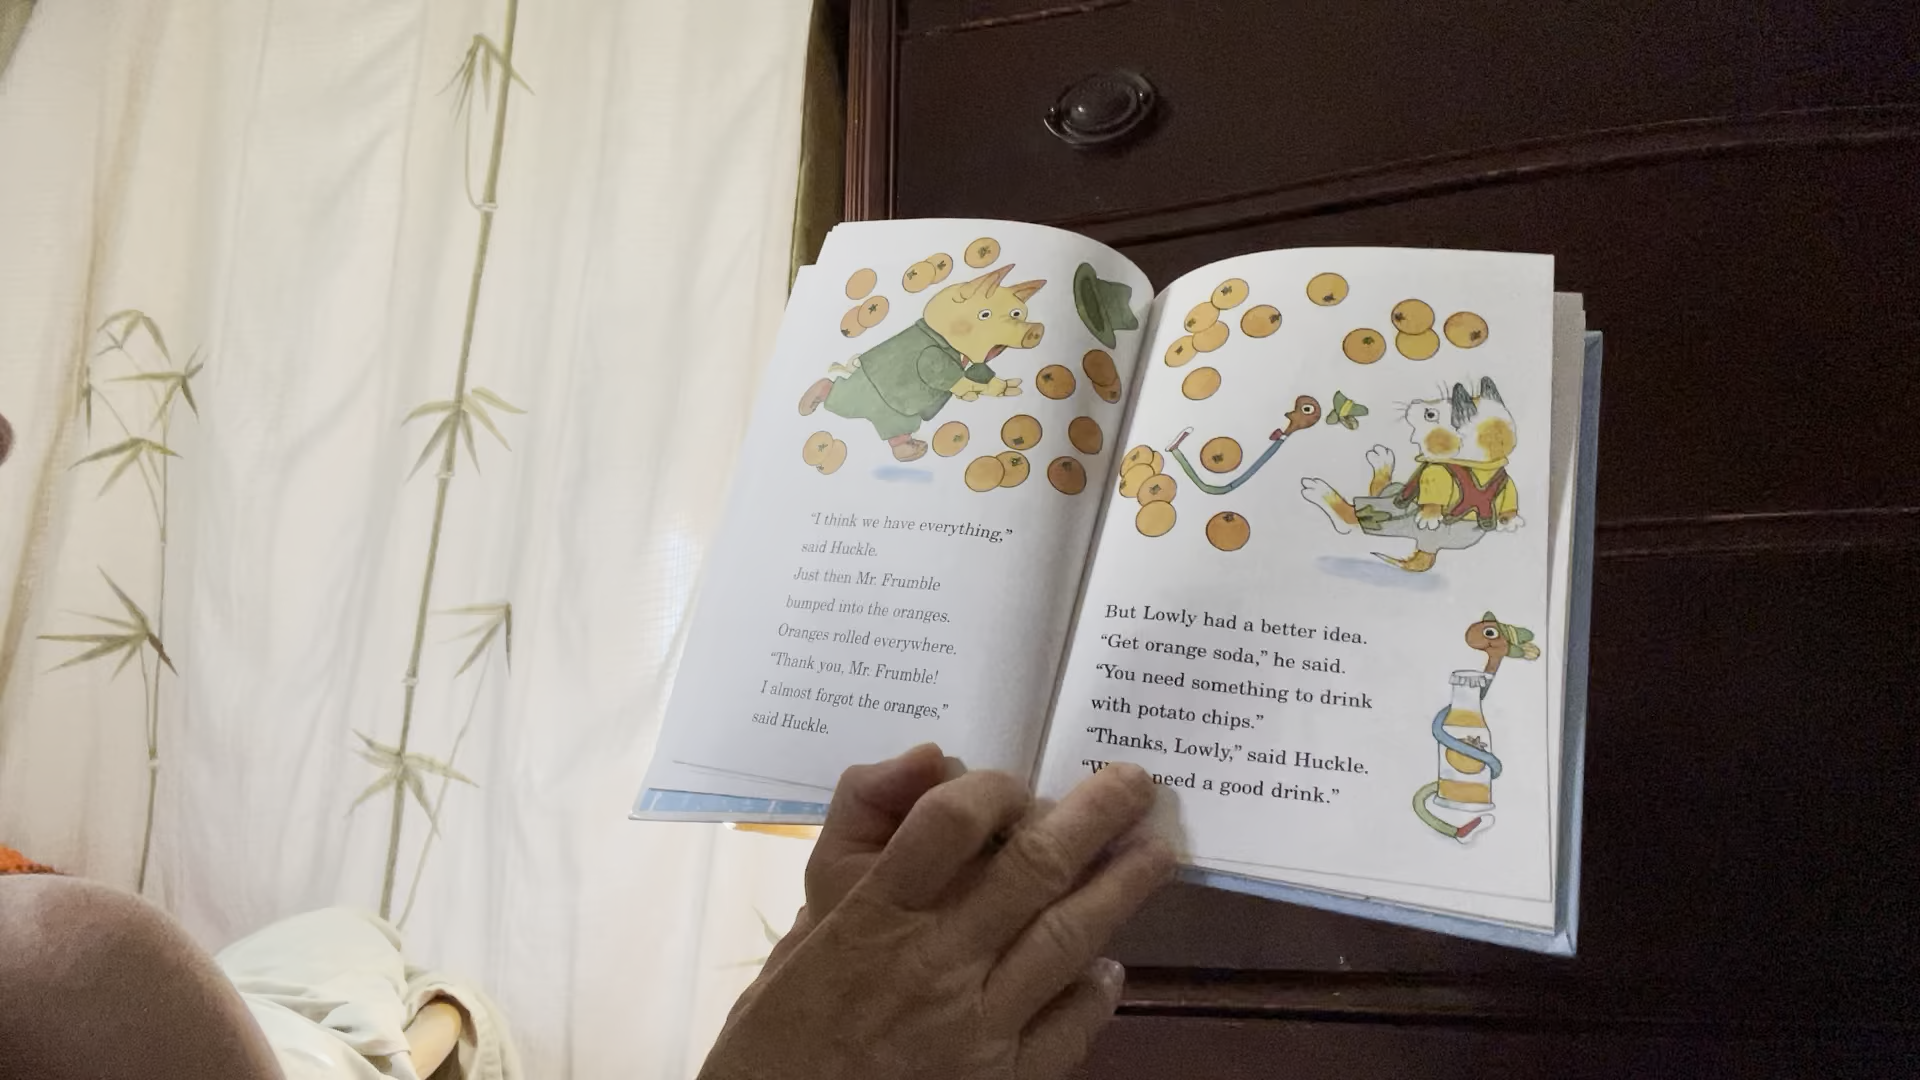 “I think we have everything,”
said Huckle.
Just then Mr. Frumble
bumped into the oranges.
Oranges rolled everywhere.
“Thank you, Mr. Frumble!
I almost forgot the oranges,”
said Huckle.
But Lowly had a better idea.
“Get orange soda,” he said.
“You need something to drink
with potato chips.”
“Thanks, Lowly,” said Huckle.
need a good drink.”